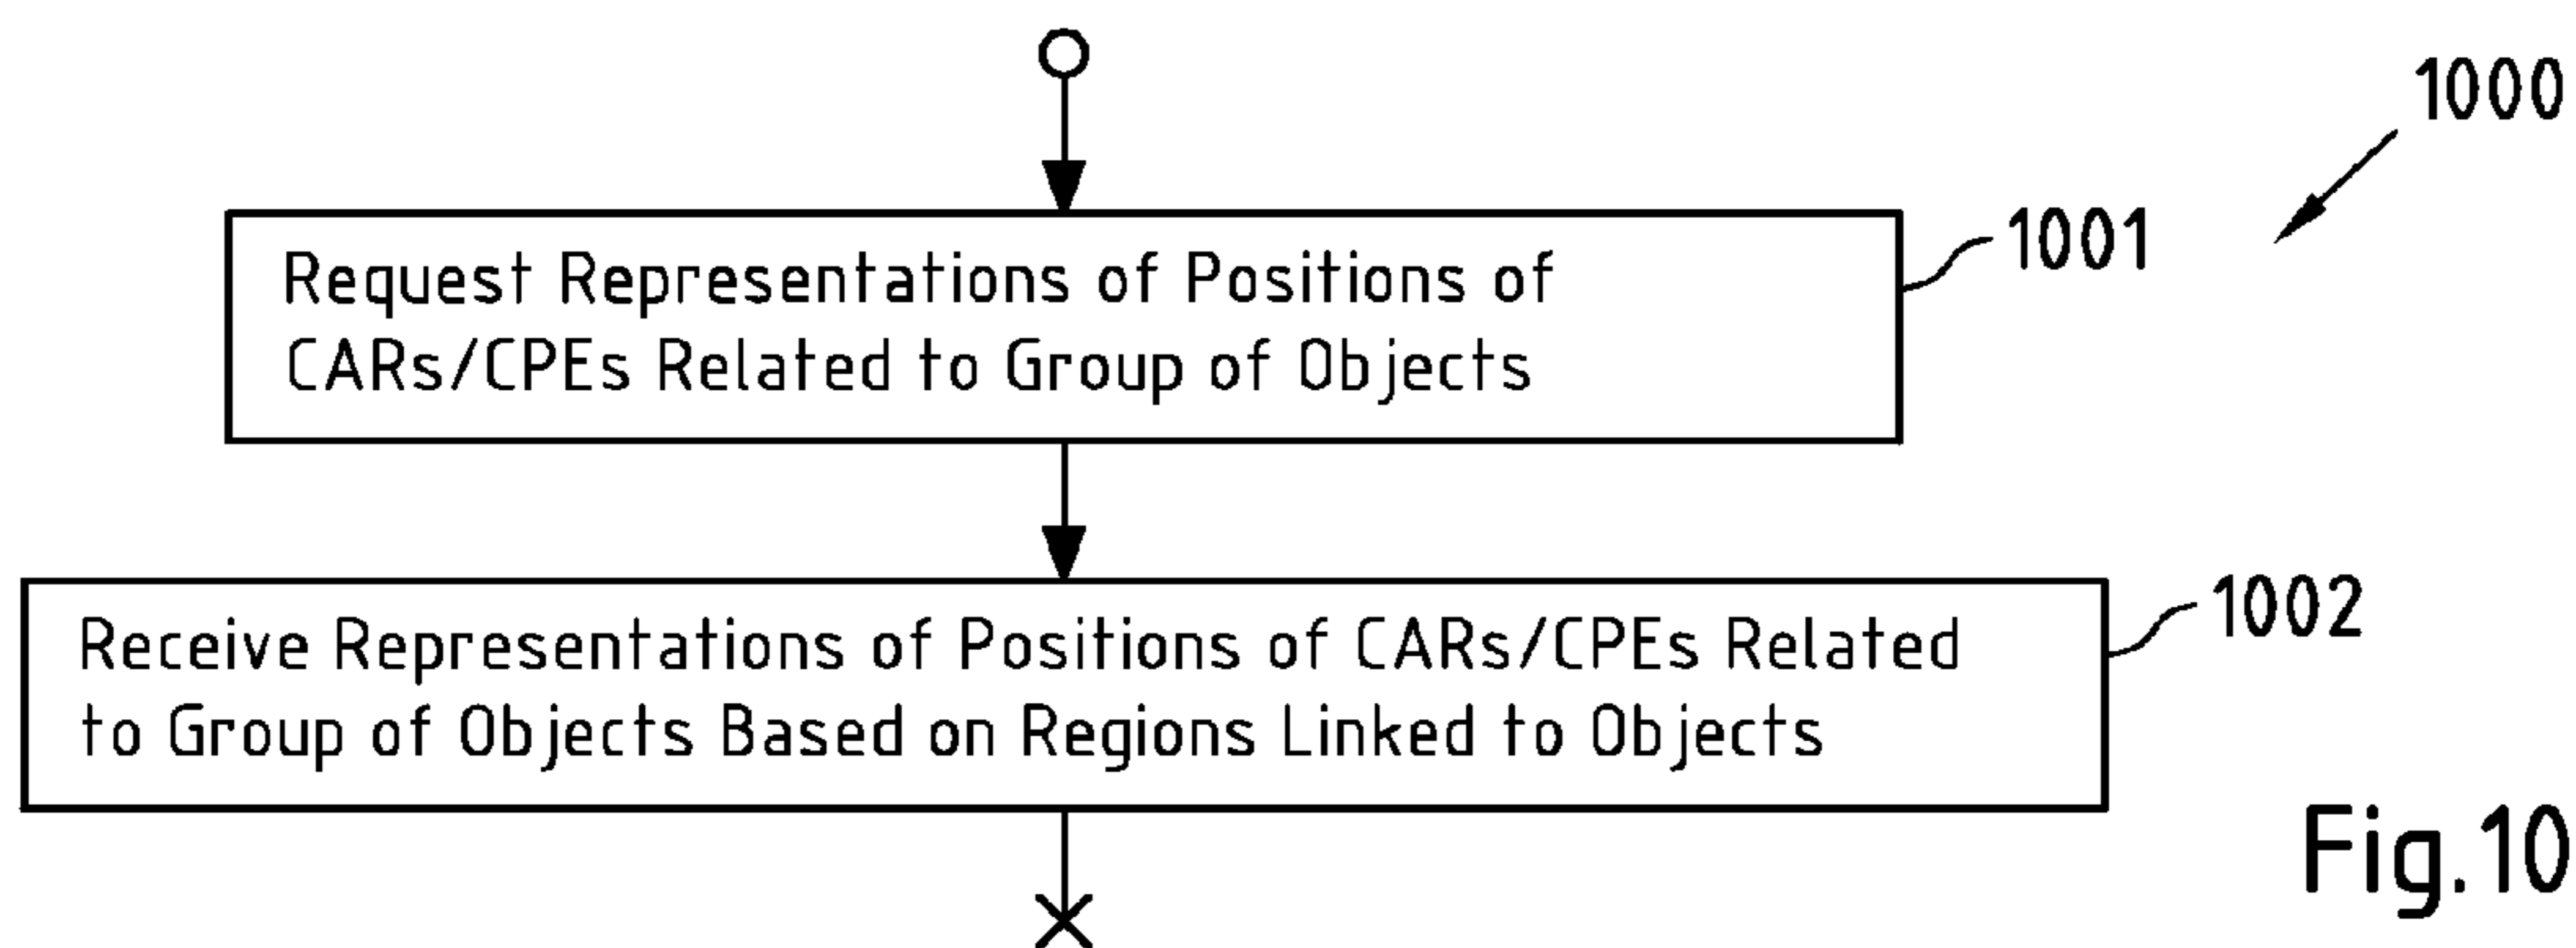 1000
1001
Request Representations of Positions of
CARs/CPEs Related to Group of Objects
1002
Receive Representations of Positions of CARs/CPEs Related
to Group of Objects Based on Regions Linked to Objects
Fig.10